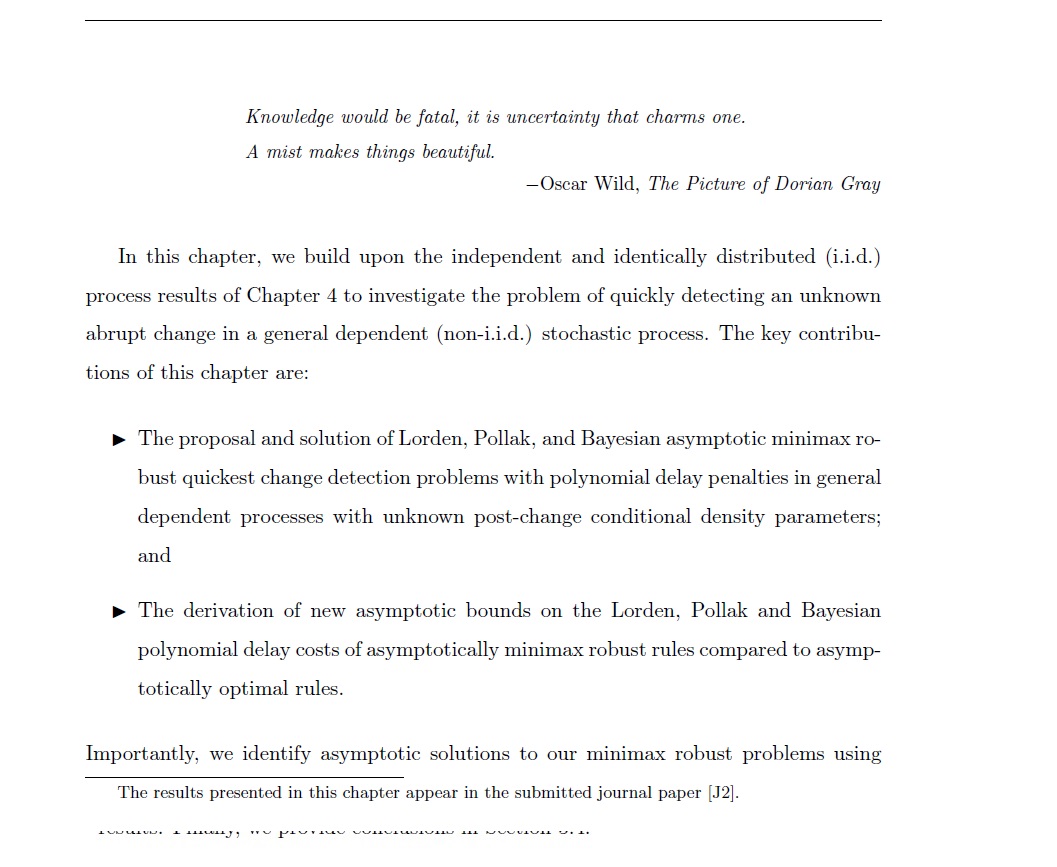 Knowledge would be fatal, it is uncertainty that charms one.
A mist makes things beautiful.
–Oscar Wild, The Picture of Dorian Gray
In this chapter, we build upon the independent and identically distributed (i.i.d.)
process results of Chapter 4 to investigate the problem of quickly detecting an unknown
abrupt change in a general dependent (non-i.i.d.) stochastic process. The key contribu-
tions of this chapter are:
▶ The proposal and solution of Lorden, Pollak, and Bayesian asymptotic minimax ro-
bust quickest change detection problems with polynomial delay penalties in general
dependent processes with unknown post-change conditional density parameters;
and
▶ The derivation of new asymptotic bounds on the Lorden, Pollak and Bayesian
polynomial delay costs of asymptotically minimax robust rules compared to asymp-
totically optimal rules.
Importantly, we identify asymptotic solutions to our minimax robust problems using
The results presented in this chapter appear in the submitted journal paper [J2].